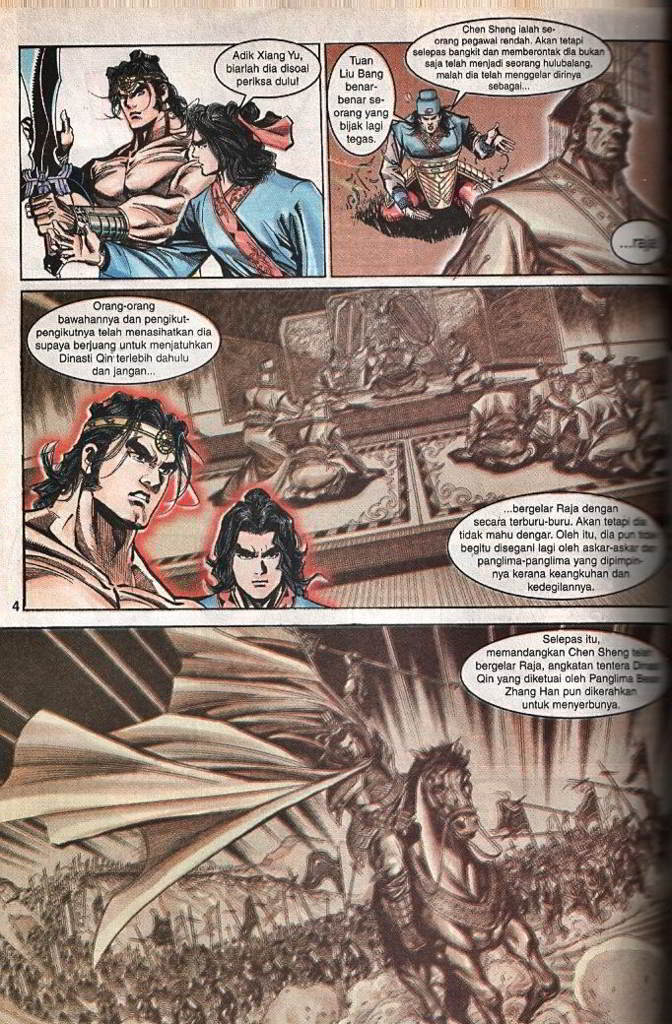 Adik Xiang Yu,
biarlah dia disoal
periksa dulu!
Tuan
Liu Bang
benar-
benar se-
orang yang
bijak lagi
tegas.
Chen Sheng ialah se-
orang pegawai rendah. Akan tetapi
selepas bangkit dan memberontak dia bukan
saja telah menjadi seorang hulubalang,
malah dia telah menggelar dirinya
sebagai...
...raja
Orang-orang
bawahannya dan pengikut-
pengikutnya telah menasihatkan dia
supaya berjuang untuk menjatuhkan
Dinasti Qin terlebih dahulu
dan jangan...
...bergelar Raja dengan
secara terburu-buru. Akan tetapi dia
tidak mahu dengar. Oleh itu, dia pun tidak
begitu disegani lagi oleh askar-askar dan
panglima-panglima yang dipimpin-
nya kerana keangkuhan dan
kedegilannya.
4
Selepas itu,
memandangkan Chen Sheng telah
bergelar Raja, angkatan tentera Dinasti
Qin yang diketuai oleh Panglima Besar
Zhang Han pun dikerahkan
untuk menyerbunya.